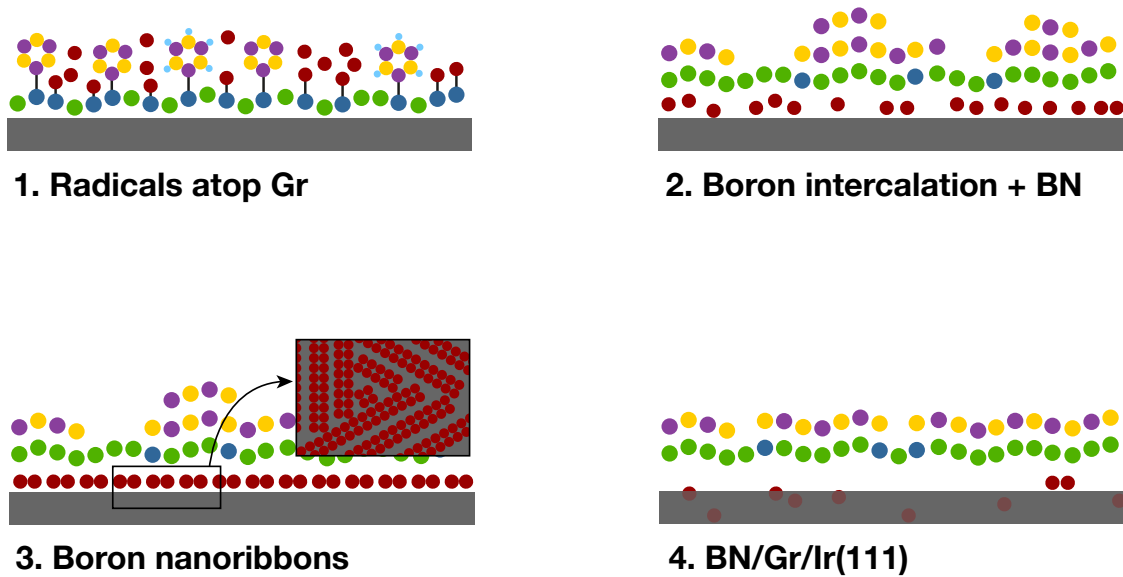 1. Radicals atop Gr
2. Boron intercalation + BN
3. Boron nanoribbons
4. BN/Gr/Ir(111)